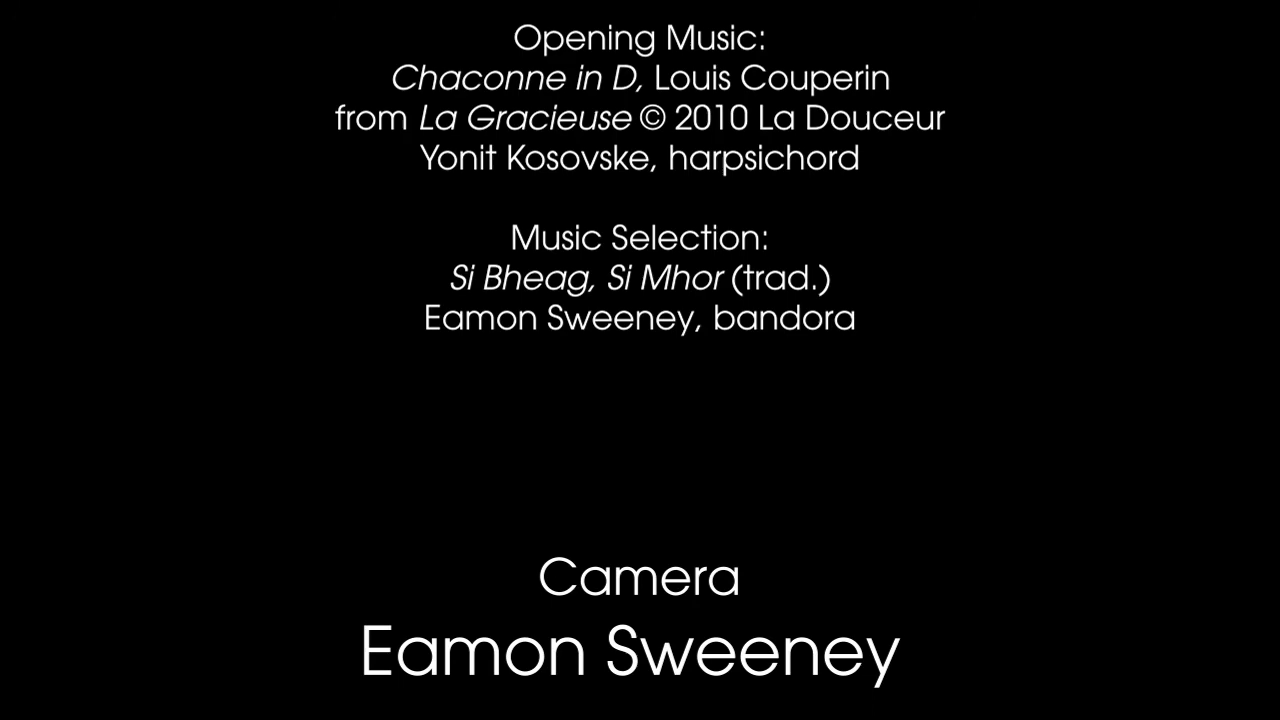 Opening Music:
Chaconne in D, Louis Couperin
from La Gracieuse © 2010 La Douceur
Yonit Kosovske, harpsichord
Music Selection:
Si Bheag, Si Mhor (trad.)
Eamon Sweeney, bandora
Camera
Eamon Sweeney